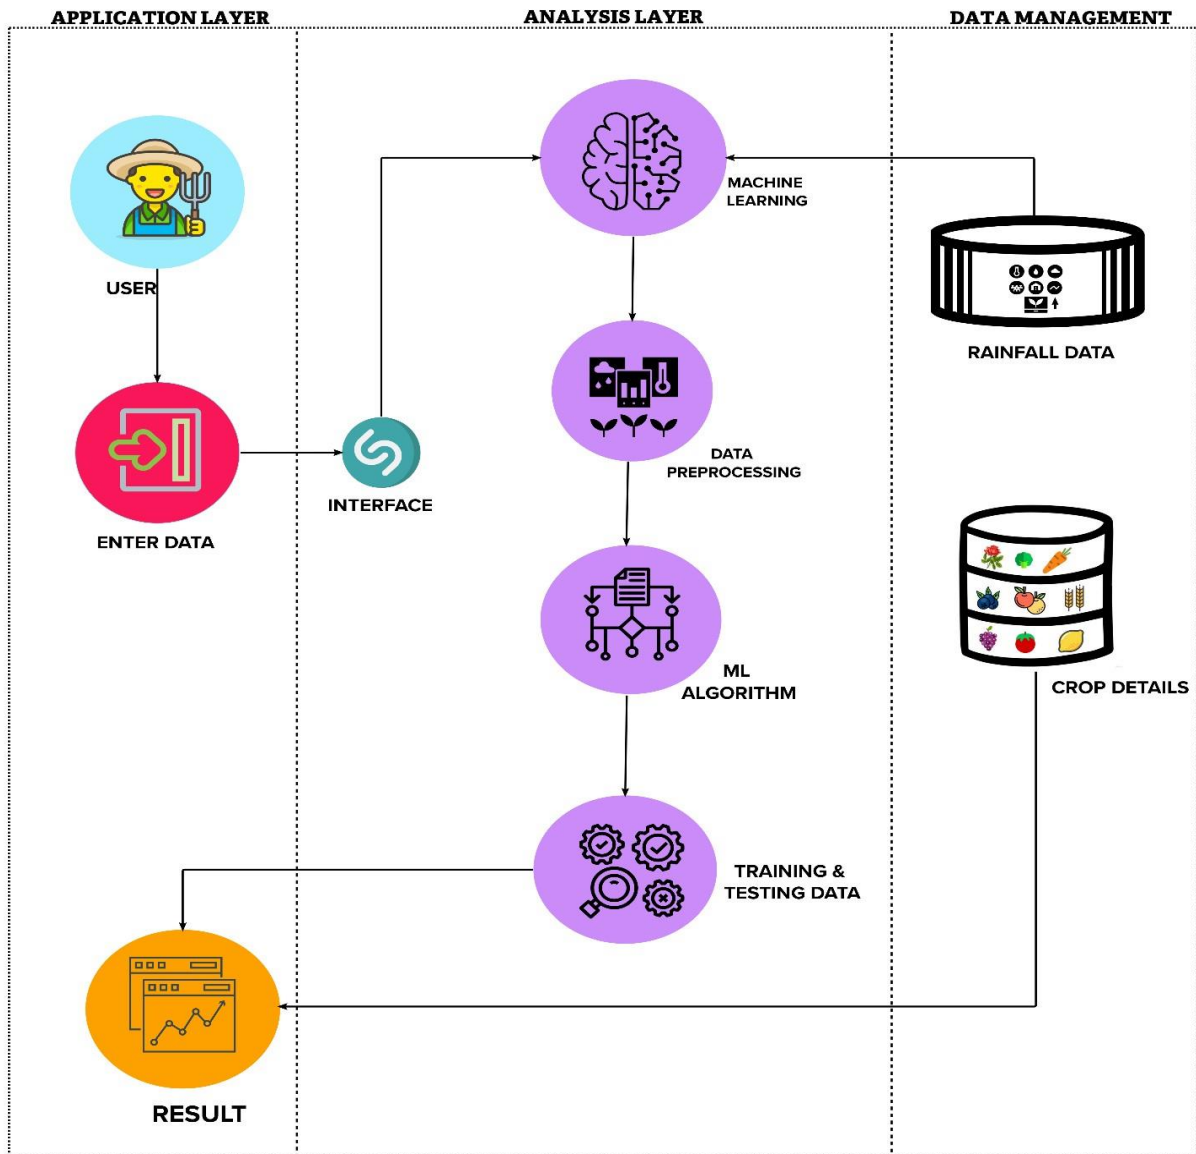 APPLICATION LAYER
ANALYSIS LAYER
DATA MANAGEMENT
USER
ENTER DATA
INTERFACE
MACHINE
LEARNING
DATA
PREPROCESSING
ML
ALGORITHM
TRAINING &
TESTING DATA
RAINFALL DATA
CROP DETAILS
RESULT